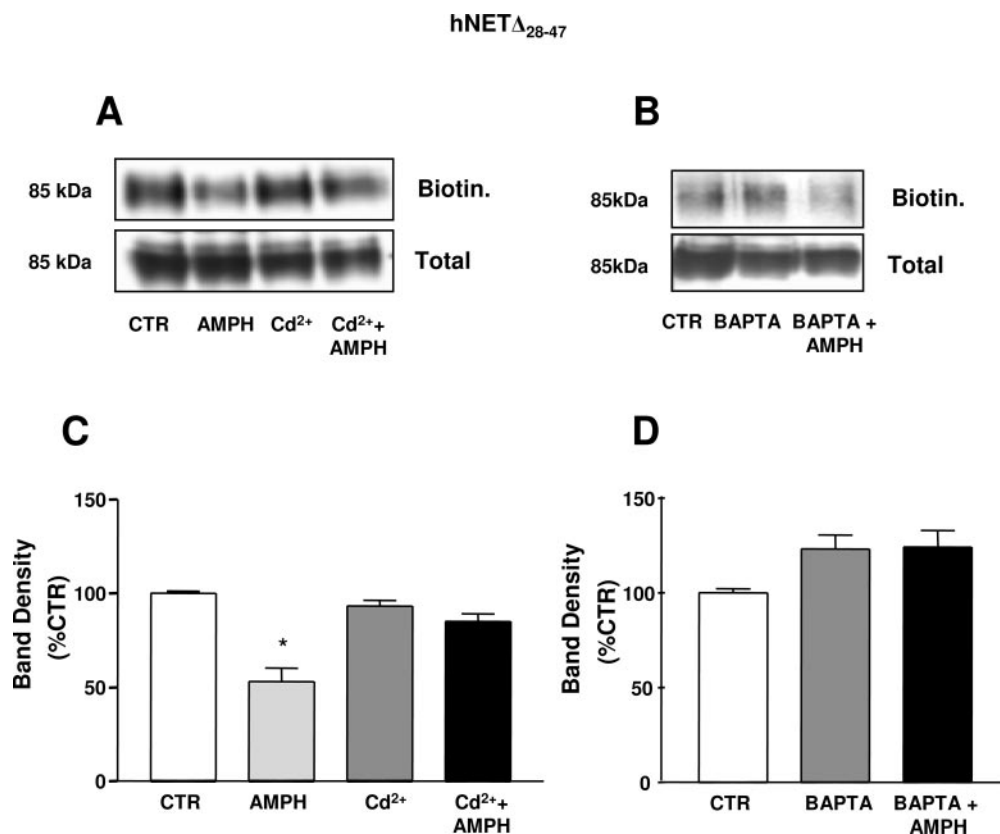 hNETΔ28-47
A
B
85 kDa
Biotin.
85 kDa
Total
CTR AMPH Cd²⁺ Cd²⁺+
AMPH
85kDa
Biotin.
85kDa
Total
CTR BAPTA BAPTA +
AMPH
C
D
Band Density
(%CTR)
150
100
50
0
*
CTR AMPH Cd²⁺ Cd²⁺+
AMPH
Band Density
(%CTR)
150
100
50
0
CTR BAPTA BAPTA +
AMPH